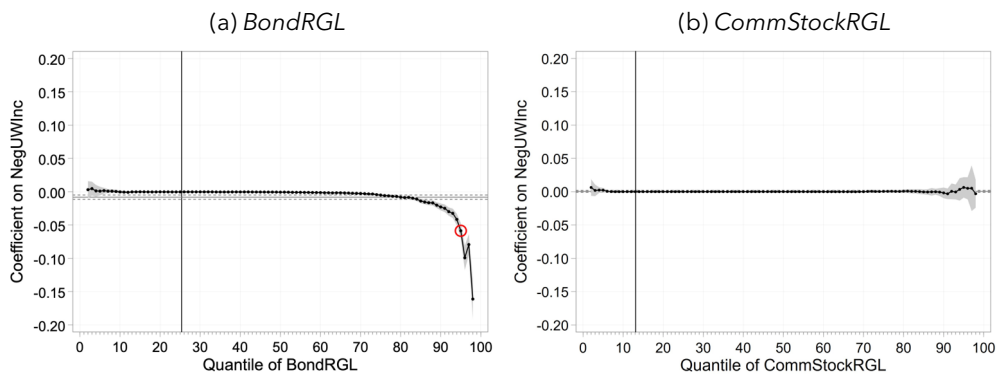 (a) BondRGL
Coefficient on NegUWInc
0.20
0.15
0.10
0.05
0.00
-0.05
-0.10
-0.15
-0.20
0 10 20 30 40 50 60 70 80 90 100
Quantile of BondRGL
(b) CommStockRGL
Coefficient on NegUWInc
0.20
0.15
0.10
0.05
0.00
-0.05
-0.10
-0.15
-0.20
0 10 20 30 40 50 60 70 80 90 100
Quantile of CommStockRGL